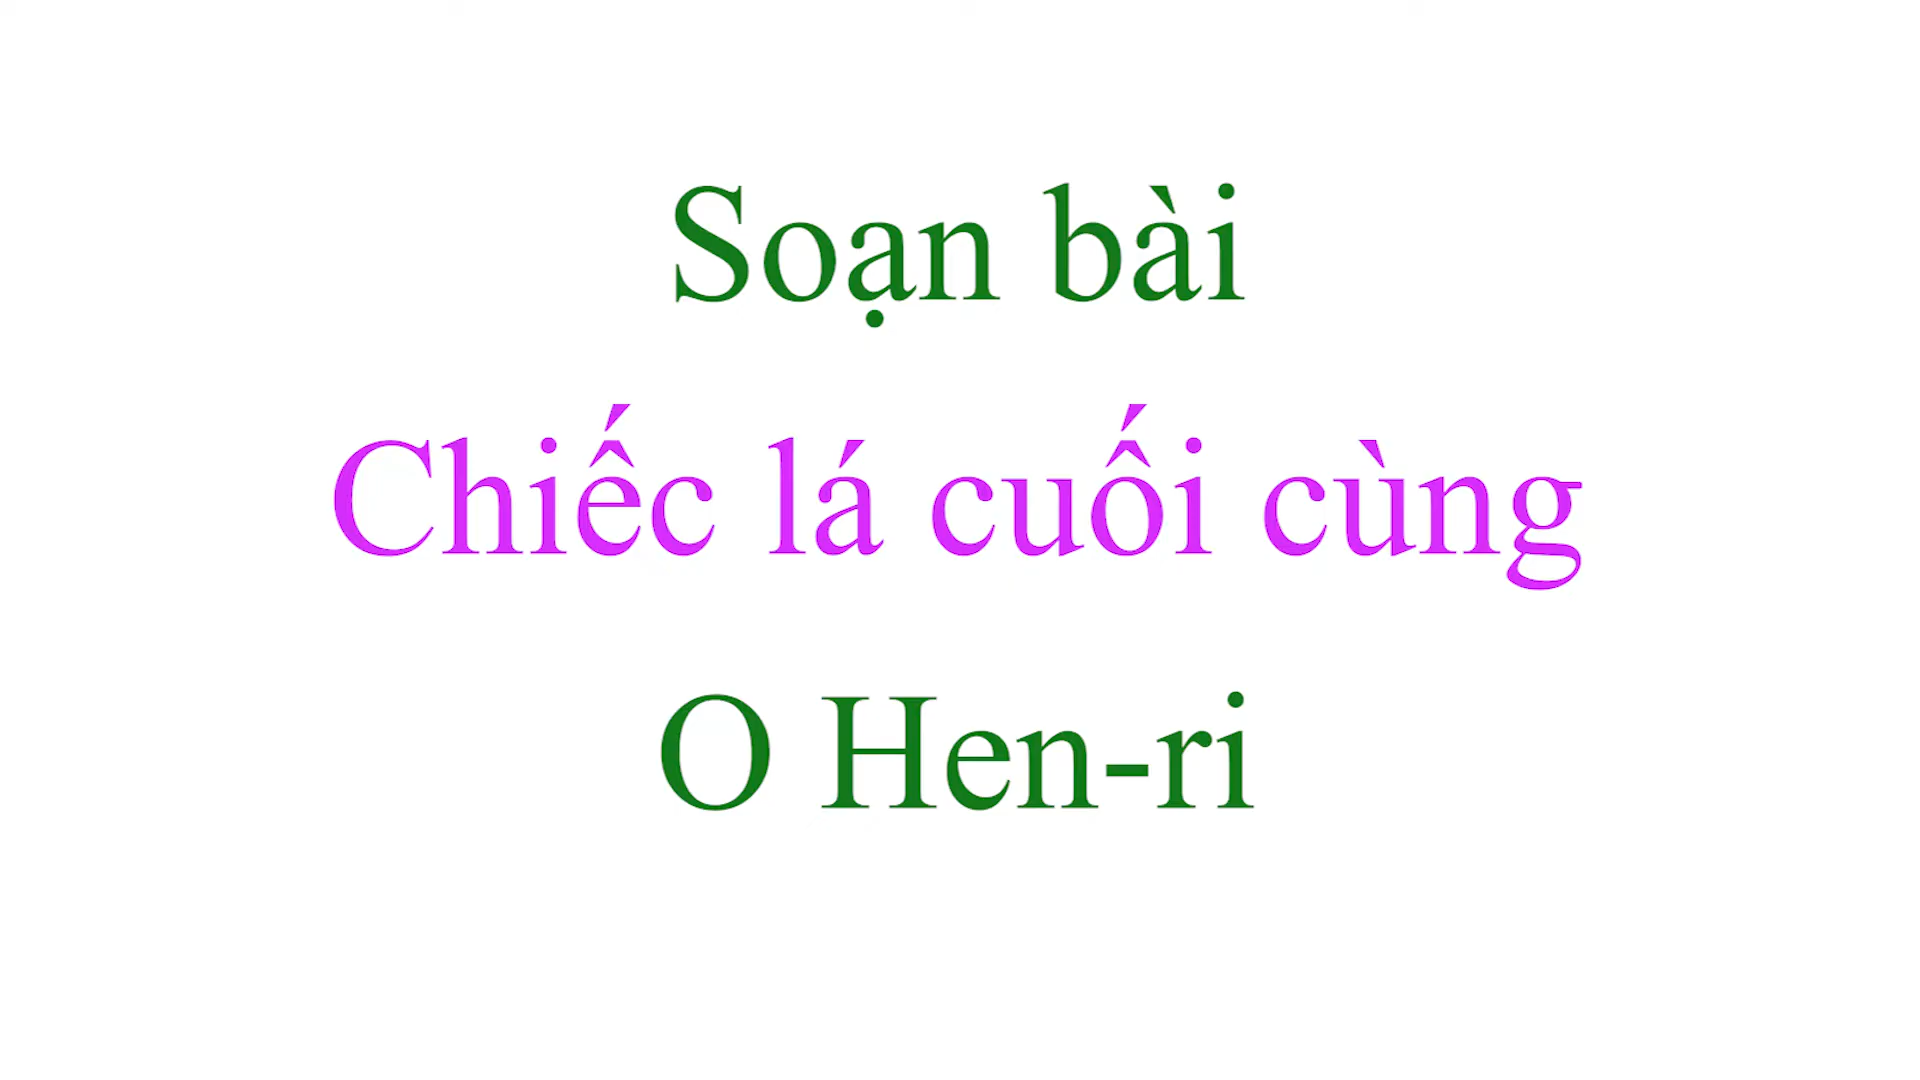 Soạn bài
Chiếc lá cuối cùng
O Hen-ri